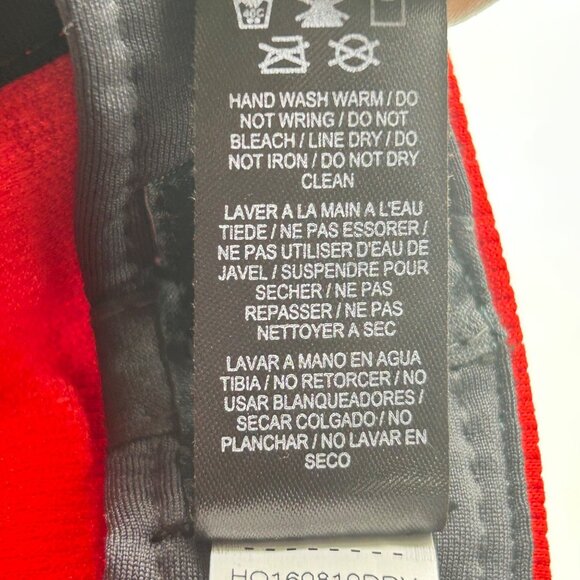 HAND WASH WARM / DO
NOT WRING / DO NOT
BLEACH / LINE DRY / DO
NOT IRON / DO NOT DRY
CLEAN
LAVER A LA MAIN A L'EAU
TIEDE / NE PAS ESSORER /
NE PAS UTILISER D'EAU DE
JAVEL / SUSPENDRE POUR
SECHER / NE PAS
REPASSER / NE PAS
NETTOYER A SEC
LAVAR A MANO EN AGUA
TIBIA / NO RETORCER / NO
USAR BLANQUEADORES /
SECAR COLGADO / NO
PLANCHAR / NO LAVAR EN
SECO